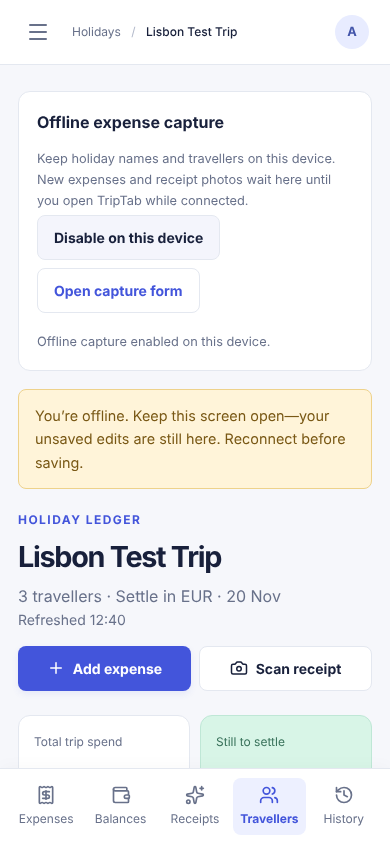 Holidays / Lisbon Test Trip
A
Offline expense capture
Keep holiday names and travellers on this device.
New expenses and receipt photos wait here until
you open TripTab while connected.
Disable on this device
Open capture form
Offline capture enabled on this device.
You’re offline. Keep this screen open—your
unsaved edits are still here. Reconnect before
saving.
HOLIDAY LEDGER
Lisbon Test Trip
3 travellers · Settle in EUR · 20 Nov
Refreshed 12:40
Add expense
Scan receipt
Total trip spend
Still to settle
Expenses
Balances
Receipts
Travellers
History